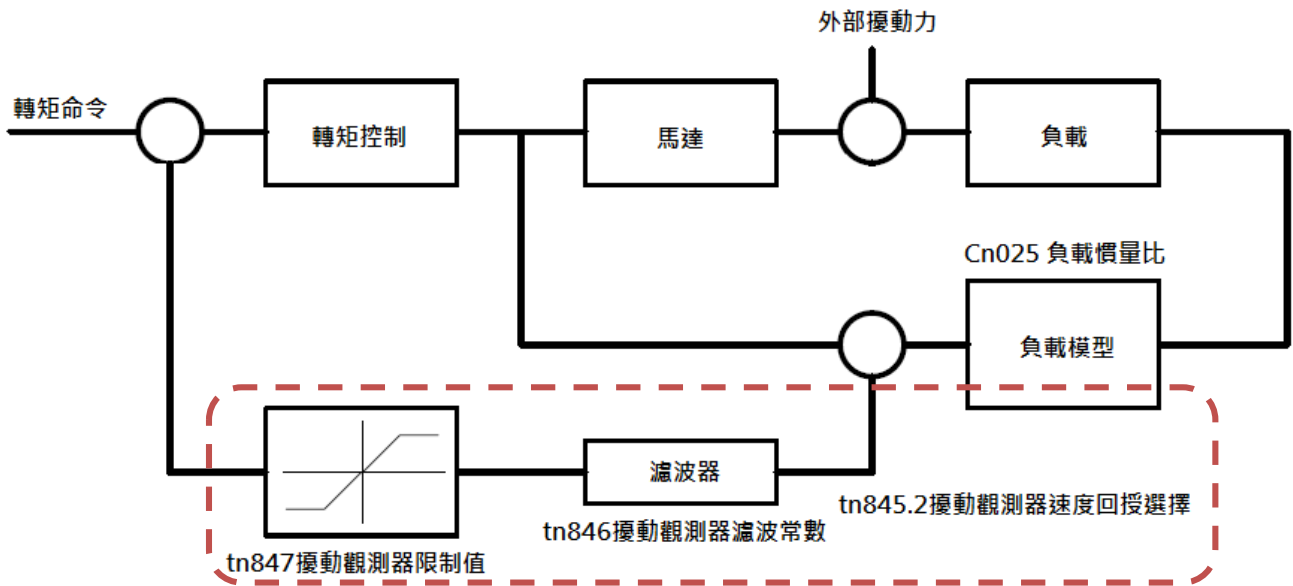 外部擾動力
轉矩命令
轉矩控制
馬達
負載
Cn025 負載慣量比
負載模型
濾波器
tn845.2擾動觀測器速度回授選擇
tn846擾動觀測器濾波常數
tn847擾動觀測器限制值